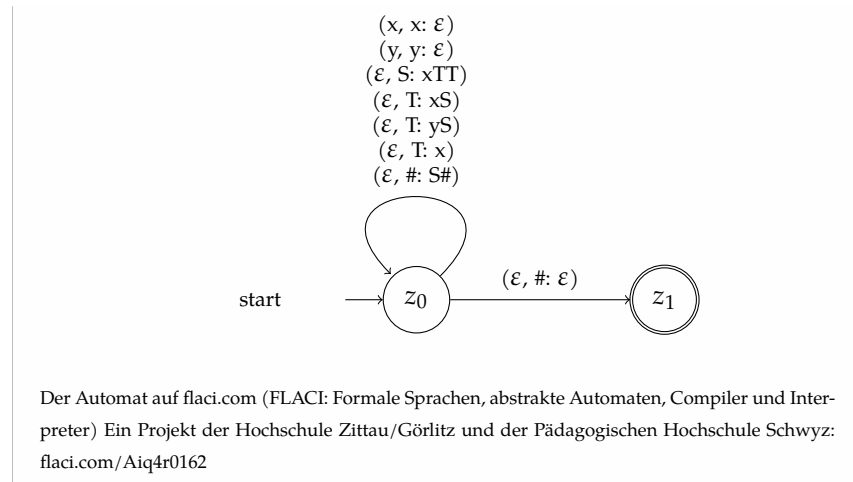 (x, x: ε)
(y, y: ε)
(ε, S: xTT)
(ε, T: xS)
(ε, T: yS)
(ε, T: x)
(ε, #: S#)
(ε, #: ε)
start
z0
z1
Der Automat auf flaci.com (FLACI: Formale Sprachen, abstrakte Automaten, Compiler und Inter-
preter) Ein Projekt der Hochschule Zittau/Görlitz und der Pädagogischen Hochschule Schwyz:
flaci.com/Aiq4r0162